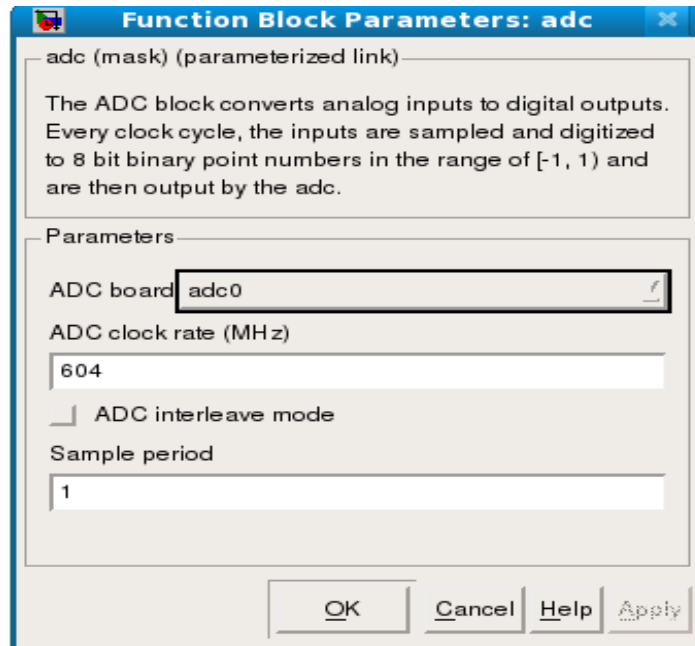 Function Block Parameters: adc
adc (mask) (parameterized link)
The ADC block converts analog inputs to digital outputs.
Every clock cycle, the inputs are sampled and digitized
to 8 bit binary point numbers in the range of [-1, 1) and
are then output by the adc.
Parameters
ADC board adc0
ADC clock rate (MHz)
604
ADC interleave mode
Sample period
1
OK Cancel Help Apply